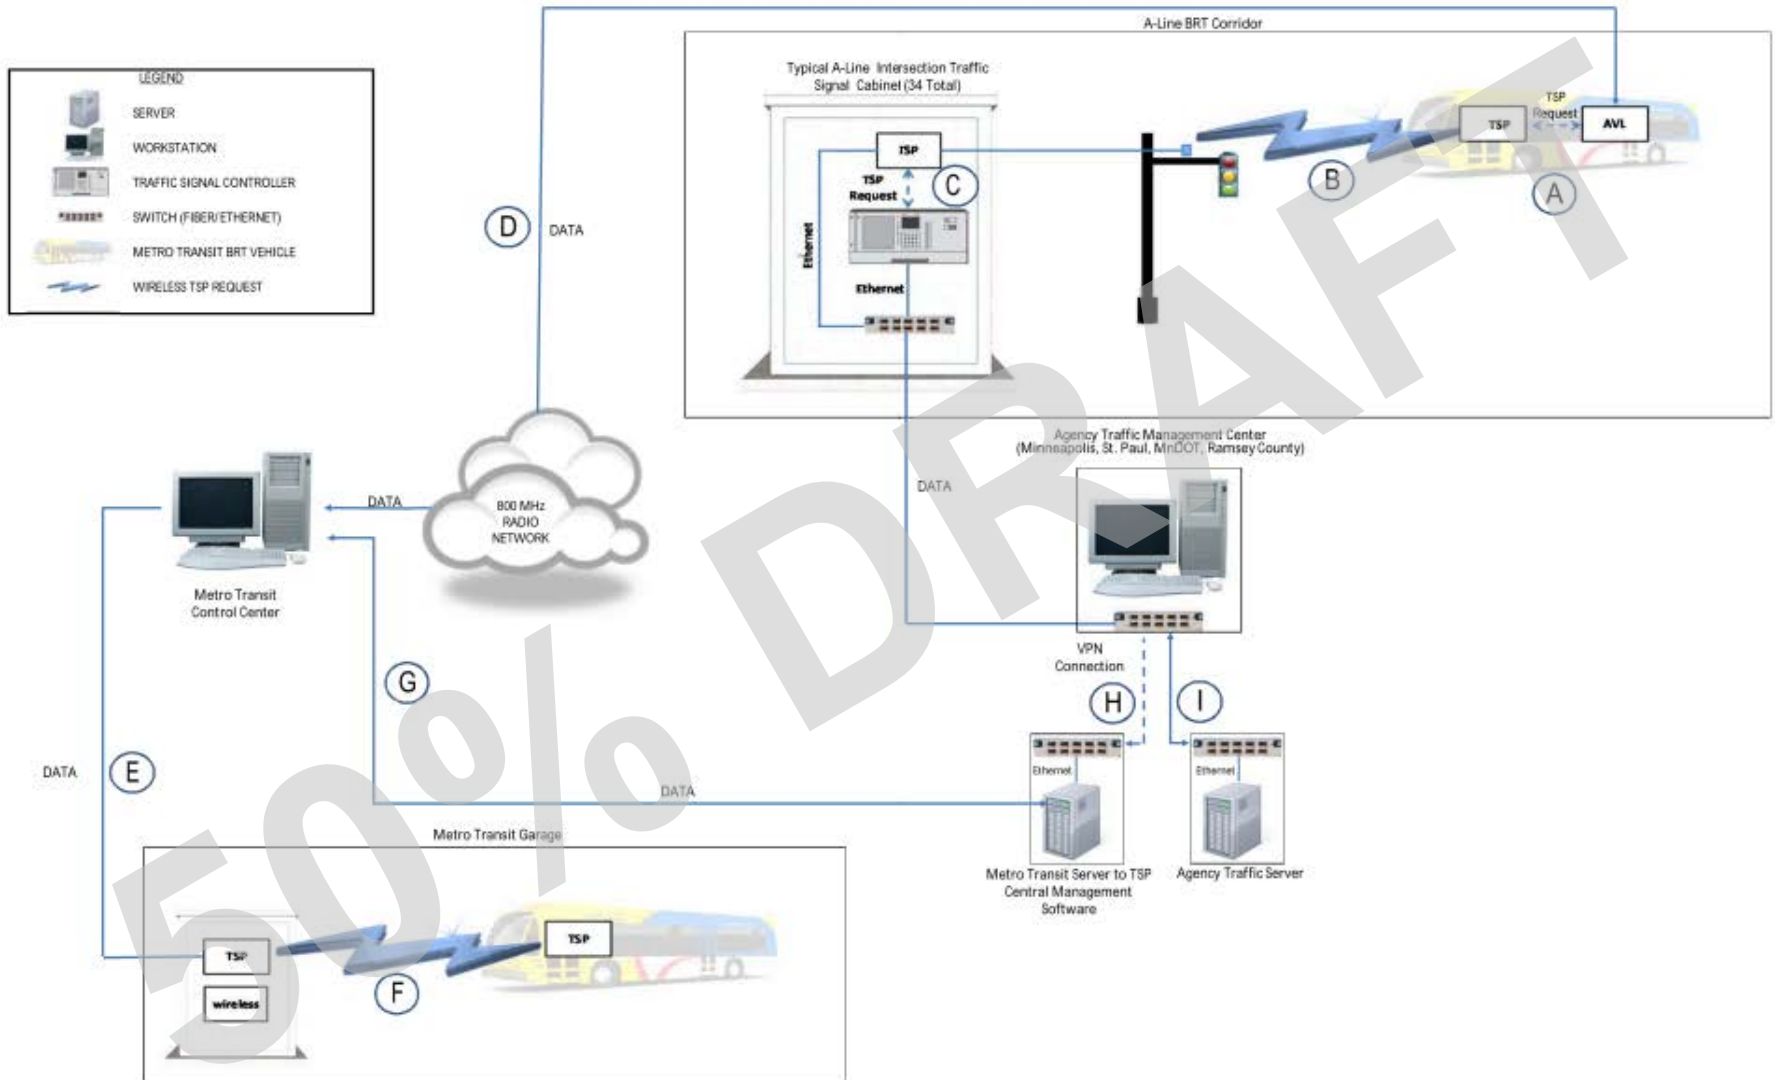 A-Line BRT Corridor
LEGEND
SERVER
WORKSTATION
TRAFFIC SIGNAL CONTROLLER
SWITCH (FIBER/ETHERNET)
METRO TRANSIT BRT VEHICLE
WIRELESS TSP REQUEST
Typical A-Line Intersection Traffic
Signal Cabinet (34 Total)
TSP
TSP
Request
C
Ethernet
Ethernet
B
TSP
TSP
Request
AVL
A
D
DATA
800 MHz
RADIO
NETWORK
DATA
Metro Transit
Control Center
Agency Traffic Management Center
(Minneapolis, St. Paul, MnDOT, Ramsey County)
DATA
VPN
Connection
G
H
I
DATA
E
DATA
Ethernet
Ethernet
Metro Transit Server to TSP
Central Management
Software
Agency Traffic Server
Metro Transit Garage
TSP
wireless
F
TSP
50% DRAFT